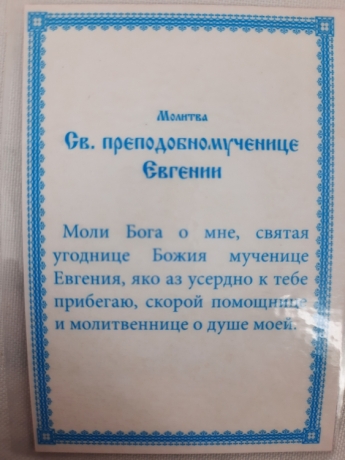 Молитва
Св. преподобномученице
Евгении
Моли Бога о мне, святая
угоднице Божия мученице
Евгения, яко аз усердно к тебе
прибегаю, скорой помощнице
и молитвеннице о душе моей.